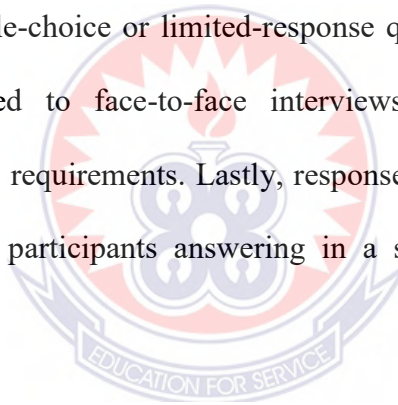 le-choice or limited-response q
ed to face-to-face interviews
requirements. Lastly, response
participants answering in a s
EDUCATION FOR SERVICE